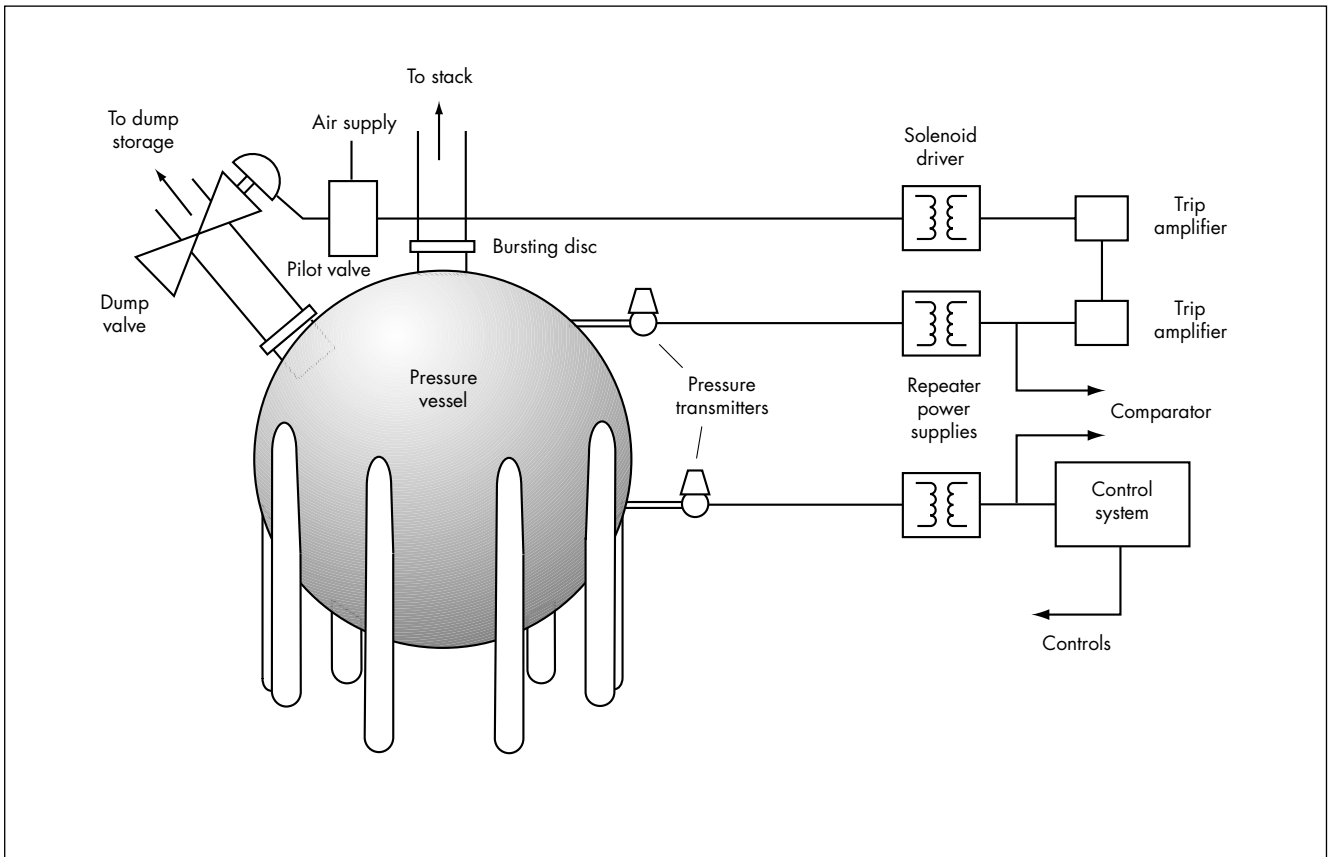 To stack
To dump
storage
Air supply
Solenoid
driver
Trip
amplifier
Bursting disc
Pilot valve
Dump
valve
Trip
amplifier
Pressure
vessel
Pressure
transmitters
Repeater
power
supplies
Comparator
Control
system
Controls